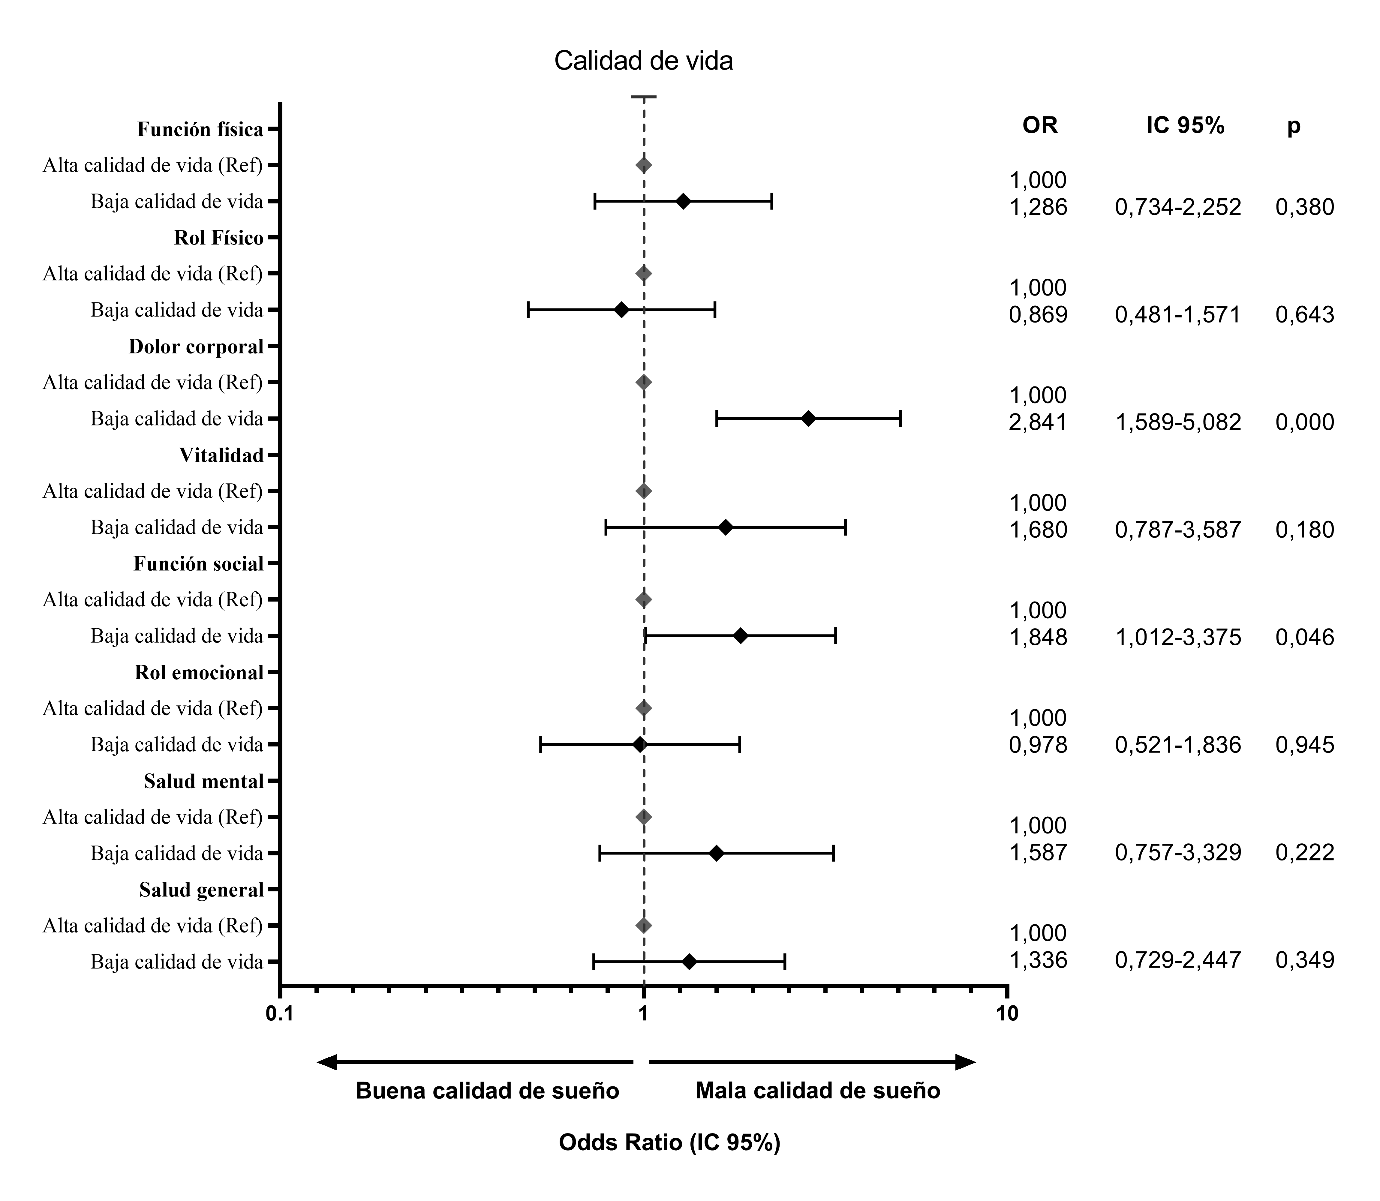 Calidad de vida
OR IC 95% p
Función física
Alta calidad de vida (Ref) 1,000
Baja calidad de vida 1,286 0,734-2,252 0,380
Rol Físico
Alta calidad de vida (Ref) 1,000
Baja calidad de vida 0,869 0,481-1,571 0,643
Dolor corporal
Alta calidad de vida (Ref) 1,000
Baja calidad de vida 2,841 1,589-5,082 0,000
Vitalidad
Alta calidad de vida (Ref) 1,000
Baja calidad de vida 1,680 0,787-3,587 0,180
Función social
Alta calidad de vida (Ref) 1,000
Baja calidad de vida 1,848 1,012-3,375 0,046
Rol emocional
Alta calidad de vida (Ref) 1,000
Baja calidad de vida 0,978 0,521-1,836 0,945
Salud mental
Alta calidad de vida (Ref) 1,000
Baja calidad de vida 1,587 0,757-3,329 0,222
Salud general
Alta calidad de vida (Ref) 1,000
Baja calidad de vida 1,336 0,729-2,447 0,349
0.1 1 10
Buena calidad de sueño Mala calidad de sueño
Odds Ratio (IC 95%)